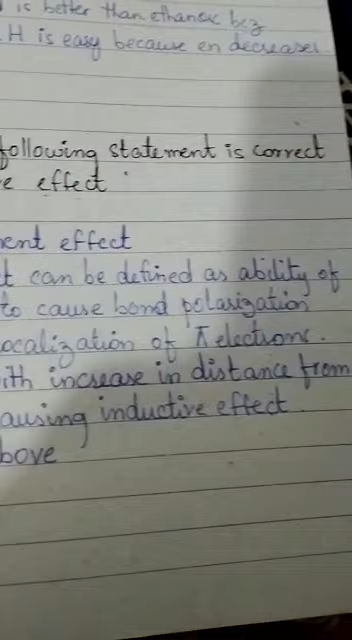 is better than ethanoic bcz
H is easy because en decreases.
following statement is correct
e effect
ent effect
t can be defined as ability of
to cause bond polarization
ocalization of π electrons.
ith increase in distance from
ausing inductive effect.
bove